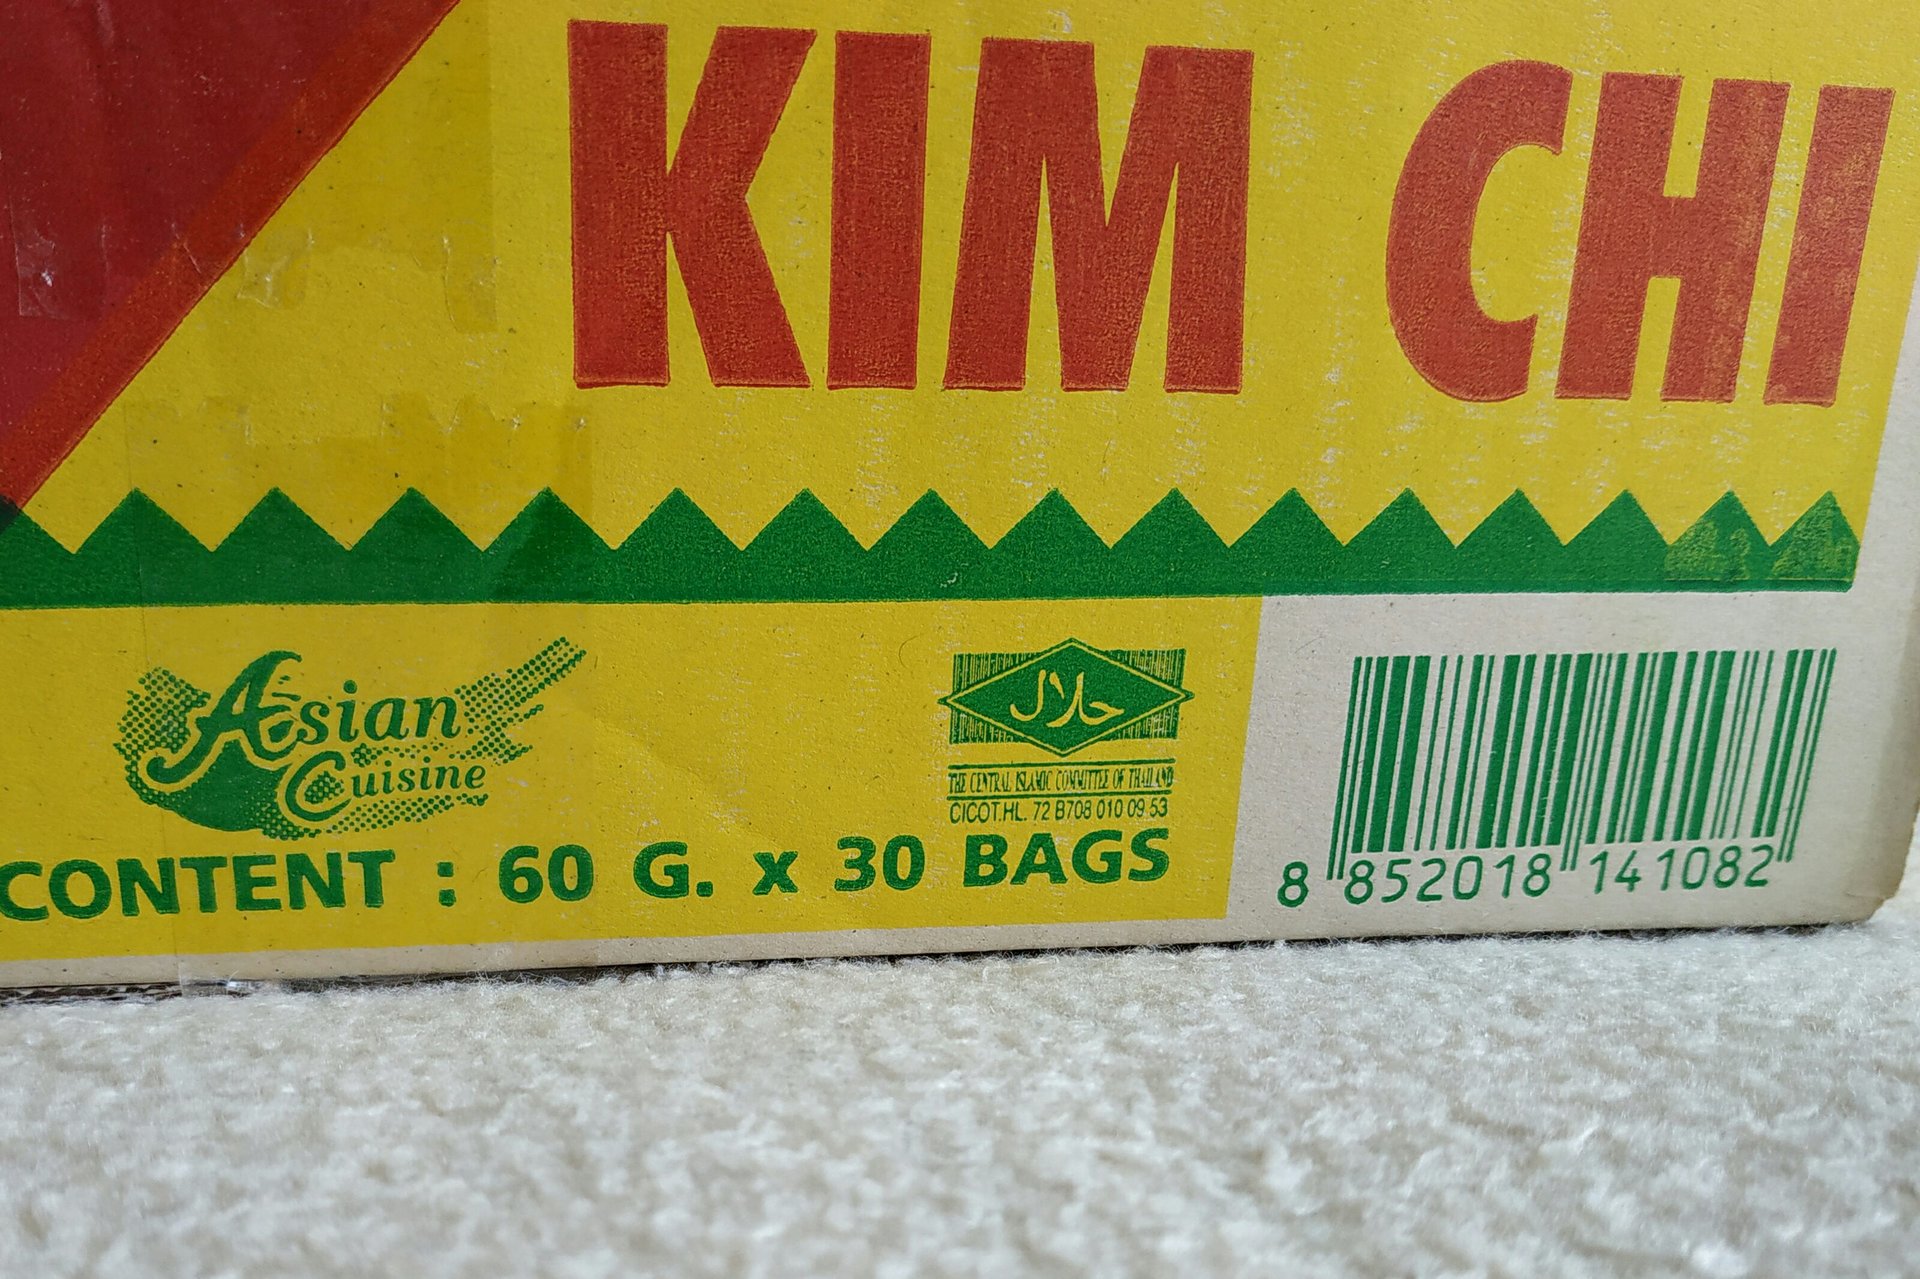 KIM CHI
Asian
Cuisine
حلال
THE CENTRAL ISLAMIC COMMITTEE OF THAILAND
CICOT.HL. 72 B708 010 09 53
CONTENT : 60 G. x 30 BAGS
8 852018 141082